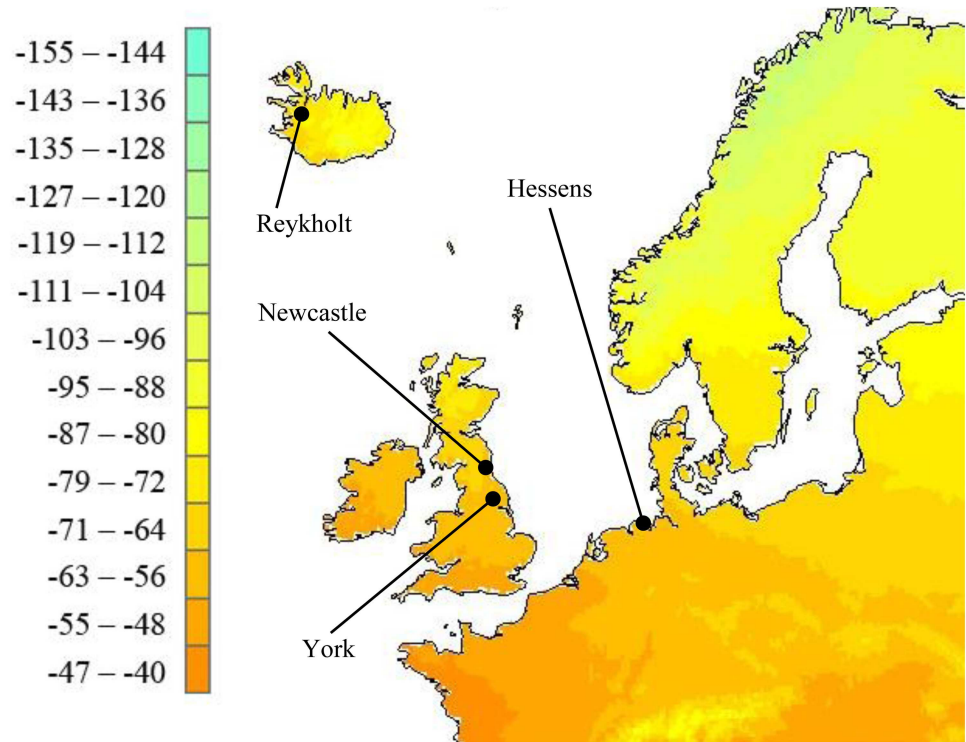 -155 – -144
-143 – -136
-135 – -128
-127 – -120
-119 – -112
-111 – -104
-103 – -96
-95 – -88
-87 – -80
-79 – -72
-71 – -64
-63 – -56
-55 – -48
-47 – -40
Reykholt
Hessens
Newcastle
York